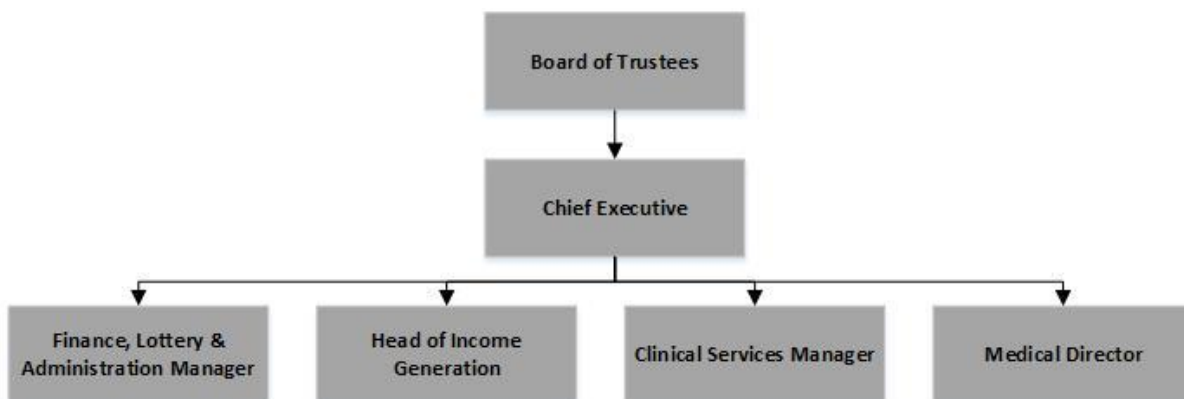 Board of Trustees
Chief Executive
Finance, Lottery &
Administration Manager
Head of Income
Generation
Clinical Services Manager
Medical Director